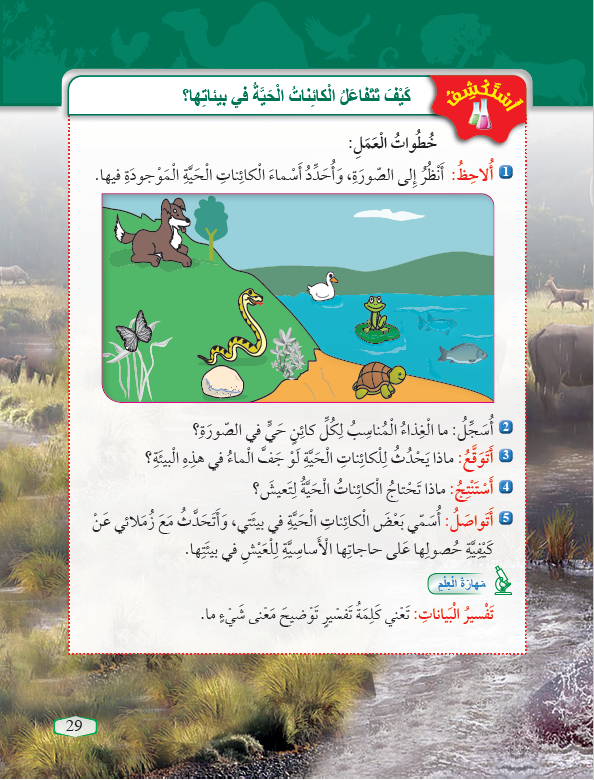 أَسْتَكْشِفُ
كَيْفَ تَتَفاعَلُ الْكائِناتُ الْحَيَّةُ في بيئاتِها؟
خُطُواتُ الْعَمَلِ:
1 أُلاحِظُ: أَنْظُرُ إِلى الصّورَةِ، وَأُحَدِّدُ أَسْماءَ الْكائِناتِ الْحَيَّةِ الْمَوْجودَةِ فيها.
2 أُسَجِّلُ: ما الْغِذاءُ الْمُناسِبُ لِكُلِّ كائِنٍ حَيٍّ في الصّورَةِ؟
3 أَتَوَقَّعُ: ماذا يَحْدُثُ لِلْكائِناتِ الْحَيَّةِ لَوْ جَفَّ الْماءُ في هذِهِ الْبيئَةِ؟
4 أَسْتَنْتِجُ: ماذا تَحْتاجُ الْكائِناتُ الْحَيَّةُ لِتَعيشَ؟
5 أَتَواصَلُ: أُسَمّي بَعْضَ الْكائِناتِ الْحَيَّةِ في بيئَتي، وَأَتَحَدَّثُ مَعَ زُمَلائي عَنْ
كَيْفِيَّةِ حُصولِها عَلى حاجاتِها الْأَساسِيَّةِ لِلْعَيْشِ في بيئَتِها.
مَهارَةُ الْعِلْمِ
تَفْسيرُ الْبَياناتِ: تَعْني كَلِمَةُ تَفْسيرٍ تَوْضيحَ مَعْنى شَيْءٍ ما.
29